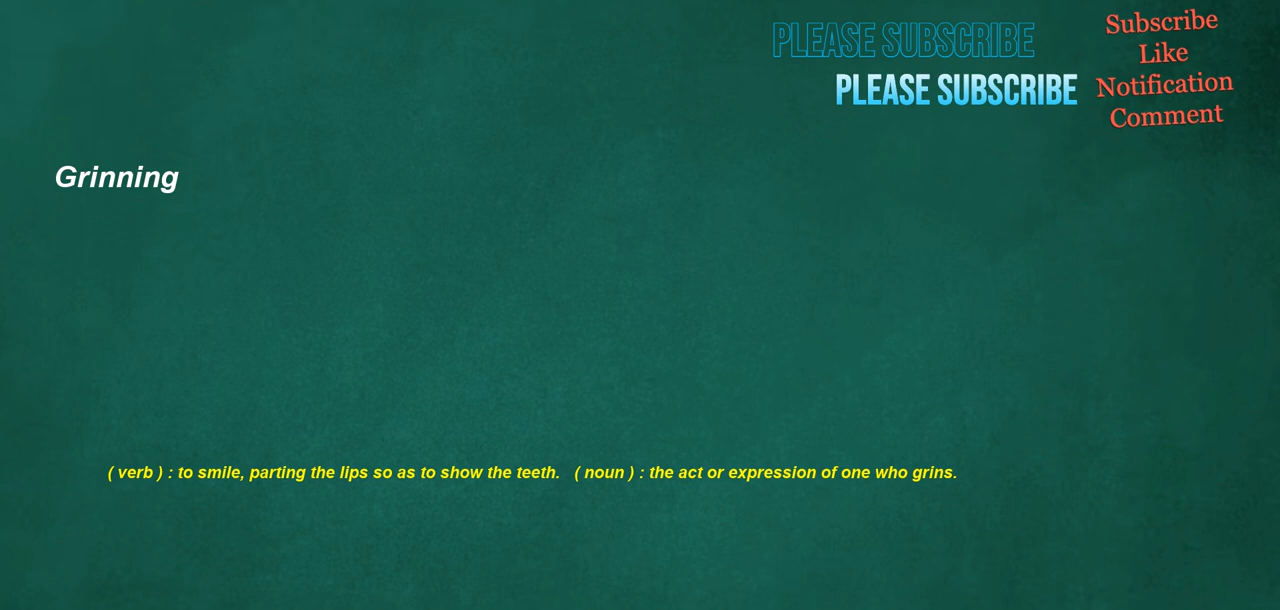 PLEASE SUBSCRIBE
PLEASE SUBSCRIBE
Subscribe
Like
Notification
Comment
Grinning
( verb ) : to smile, parting the lips so as to show the teeth.   ( noun ) : the act or expression of one who grins.